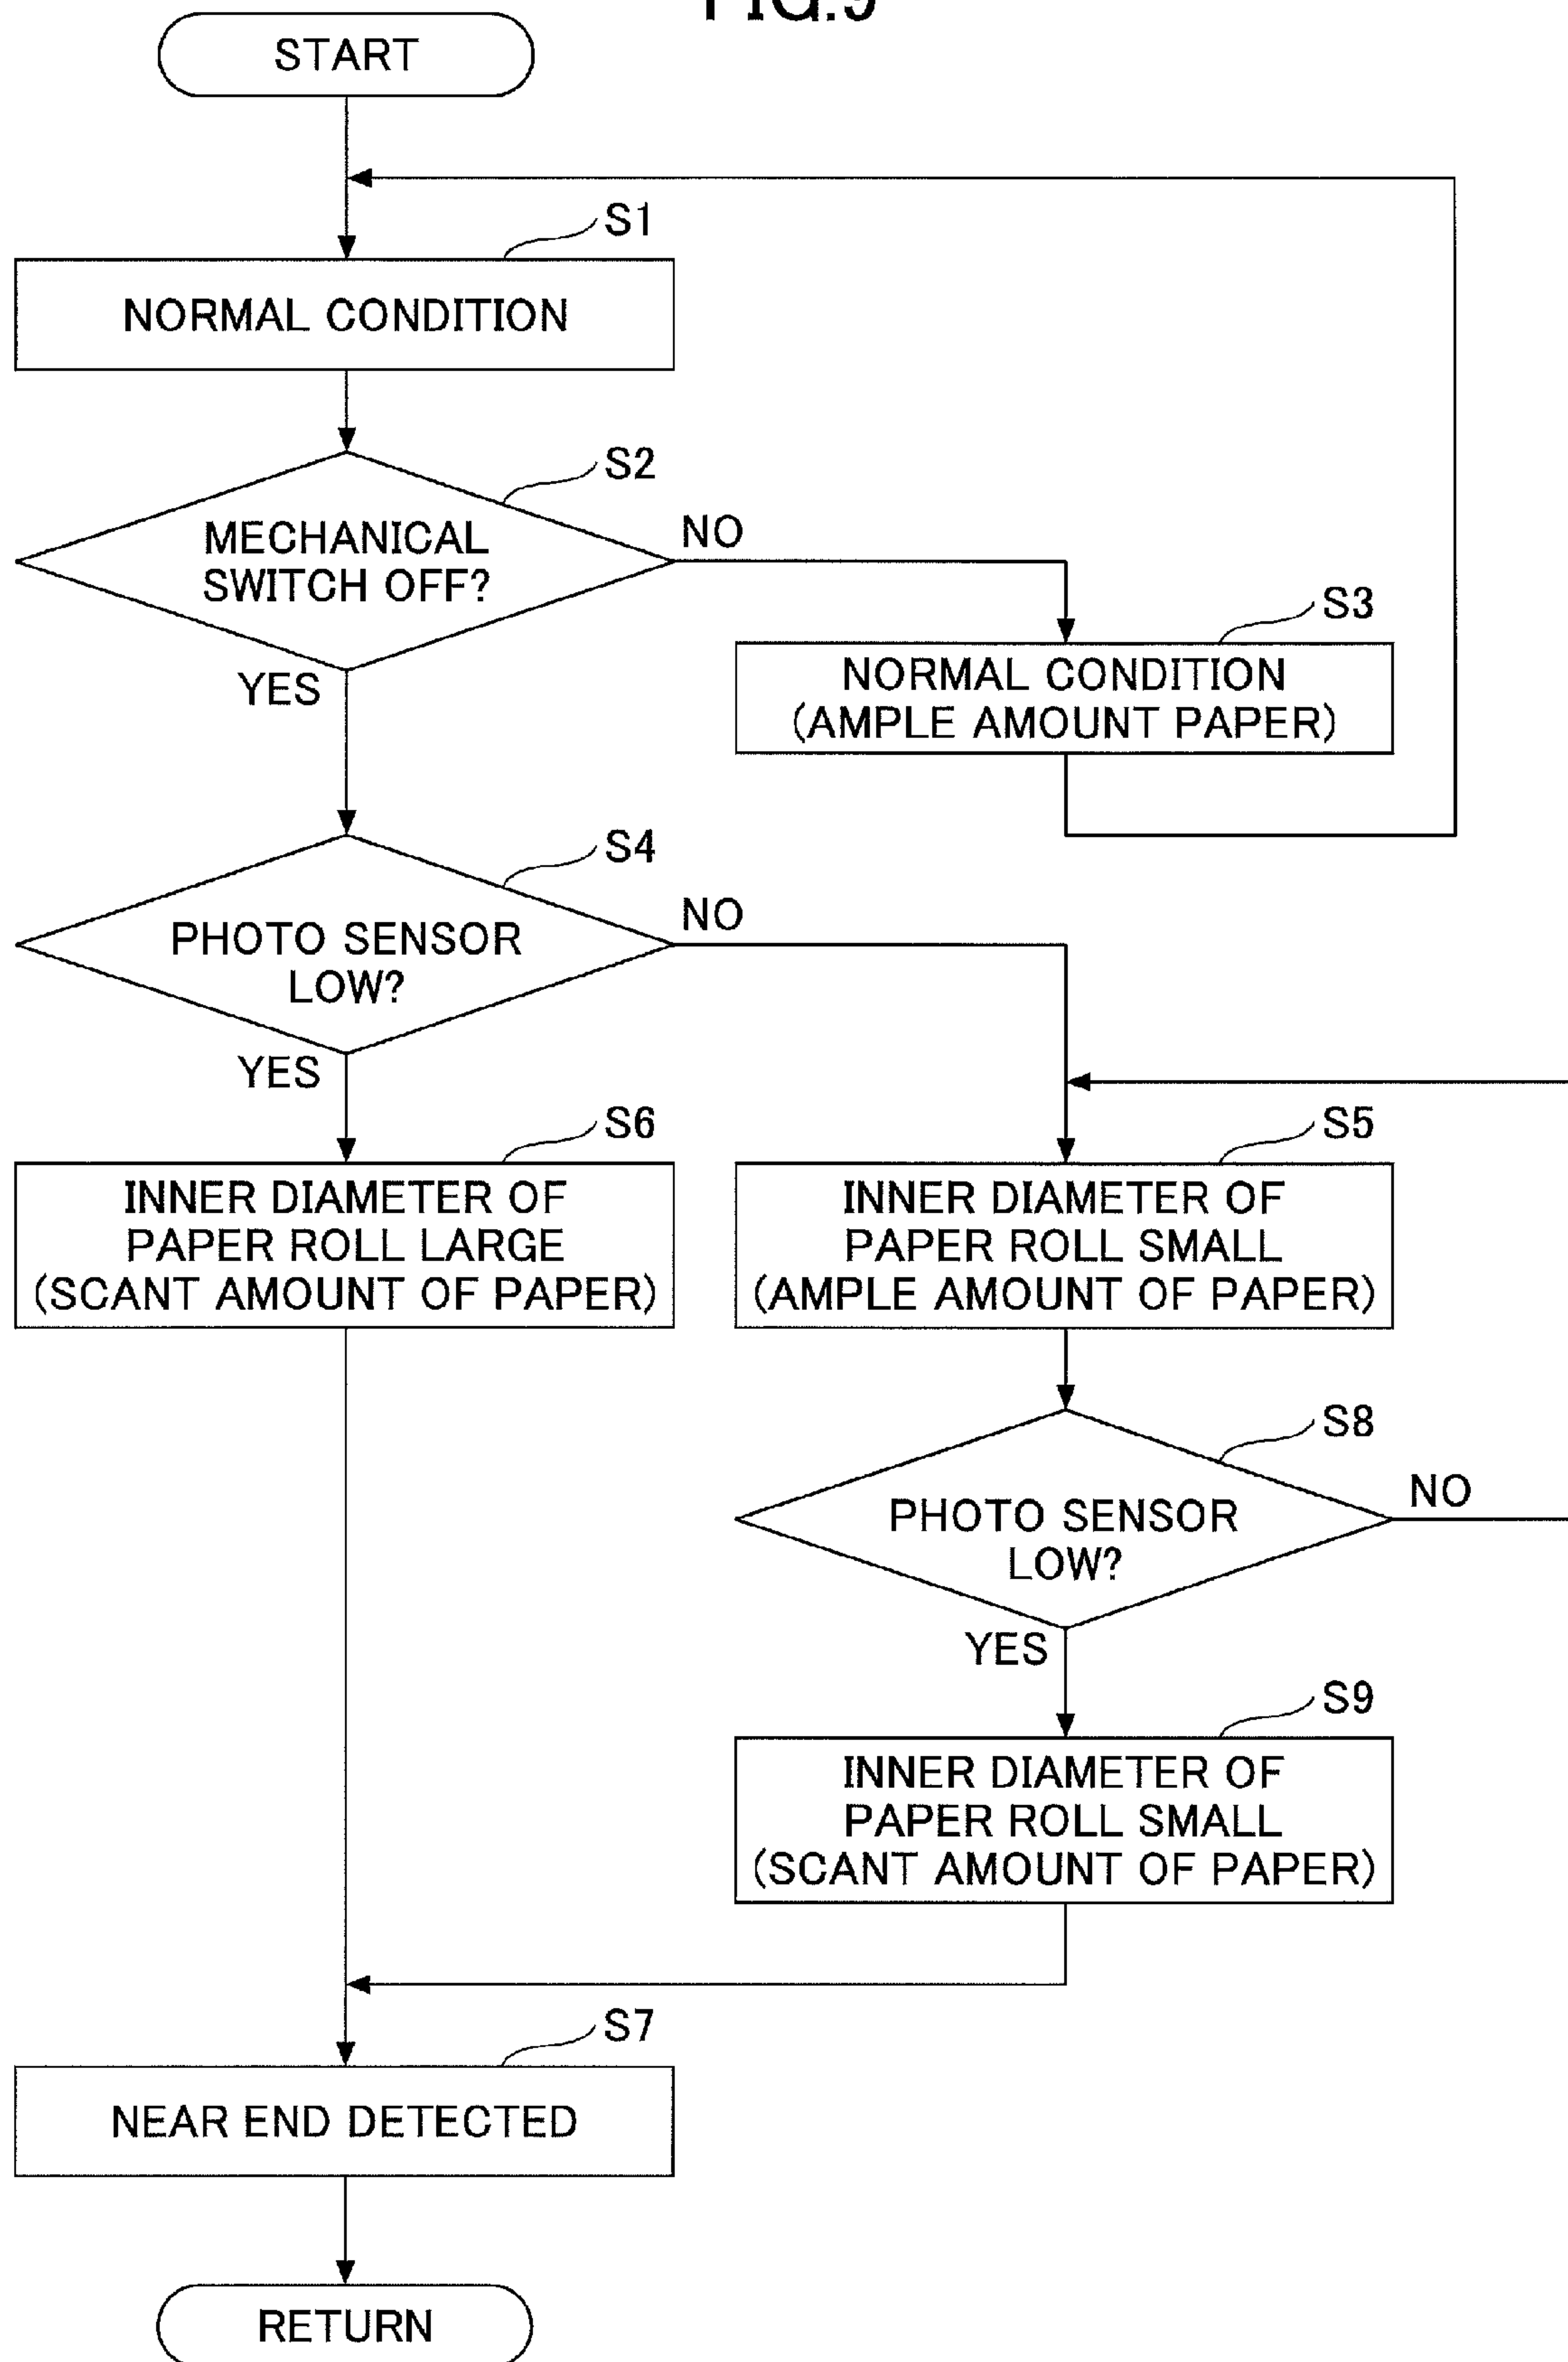 FIG.9
START
S1
NORMAL CONDITION
S2
MECHANICAL
SWITCH OFF?
NO
YES
S3
NORMAL CONDITION
(AMPLE AMOUNT PAPER)
S4
PHOTO SENSOR
LOW?
NO
YES
S6
INNER DIAMETER OF
PAPER ROLL LARGE
(SCANT AMOUNT OF PAPER)
S5
INNER DIAMETER OF
PAPER ROLL SMALL
(AMPLE AMOUNT OF PAPER)
S8
PHOTO SENSOR
LOW?
NO
YES
S9
INNER DIAMETER OF
PAPER ROLL SMALL
(SCANT AMOUNT OF PAPER)
S7
NEAR END DETECTED
RETURN